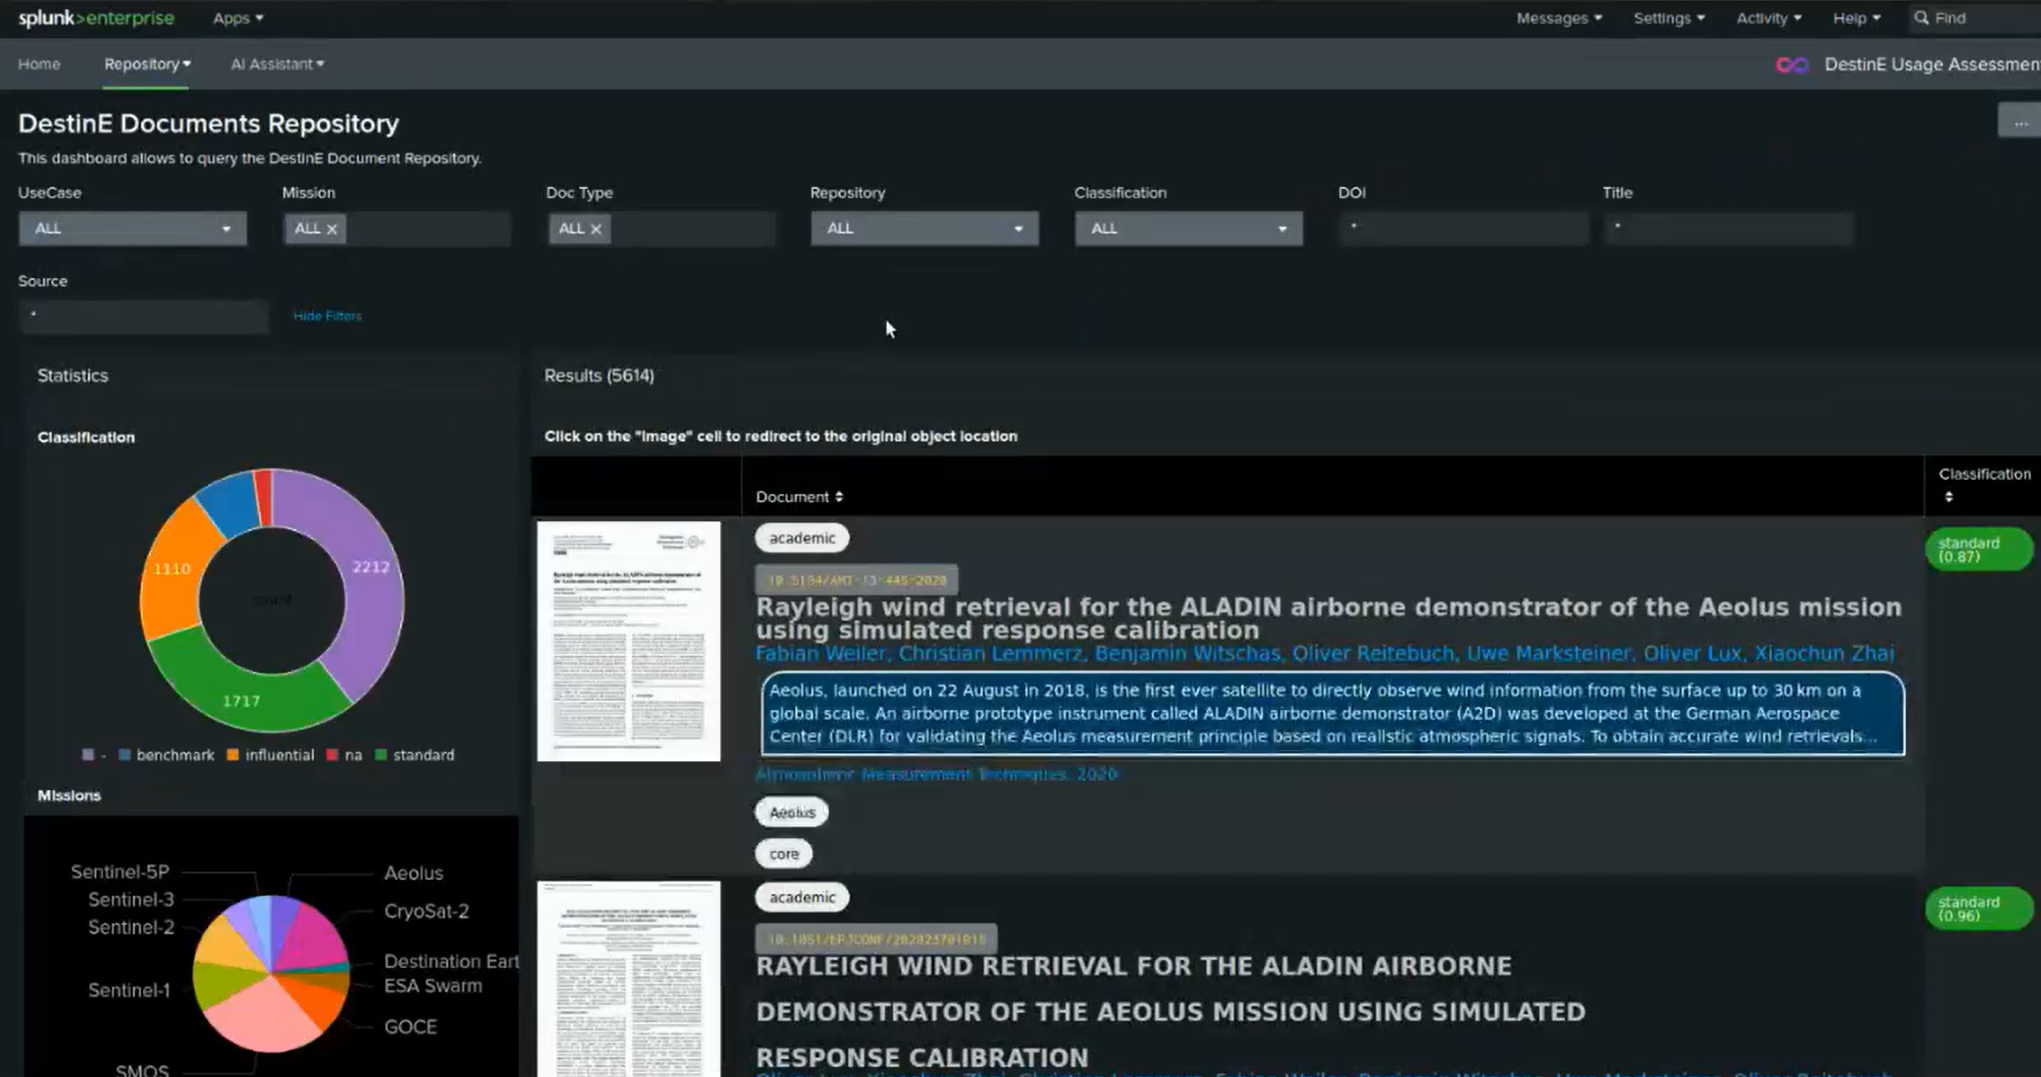 splunk>enterprise
Apps
Messages
Settings
Activity
Help
Find
Home
Repository
AI Assistant
DestinE Usage Assessmen
DestinE Documents Repository
...
This dashboard allows to query the DestinE Document Repository.
UseCase
Mission
Doc Type
Repository
Classification
DOI
Title
ALL
ALL ×
ALL ×
ALL
ALL
*
*
Source
*
Hide Filters
Statistics
Results (5614)
Classification
Click on the "Image" cell to redirect to the original object location
Document
Classification
2212
1110
1717
- benchmark influential na standard
Missions
Sentinel-5P
Sentinel-3
Sentinel-2
Sentinel-1
SMOS
Aeolus
CryoSat-2
Destination Eart
ESA Swarm
GOCE
academic
10.5194/AMT-13-445-2020
Rayleigh wind retrieval for the ALADIN airborne demonstrator of the Aeolus mission
using simulated response calibration
Fabian Weiler, Christian Lemmerz, Benjamin Witschas, Oliver Reitebuch, Uwe Marksteiner, Oliver Lux, Xiaochun Zhai
Aeolus, launched on 22 August in 2018, is the first ever satellite to directly observe wind information from the surface up to 30 km on a
global scale. An airborne prototype instrument called ALADIN airborne demonstrator (A2D) was developed at the German Aerospace
Center (DLR) for validating the Aeolus measurement principle based on realistic atmospheric signals. To obtain accurate wind retrievals...
Atmospheric Measurement Techniques, 2020
Aeolus
core
standard
(0.87)
academic
10.1051/EPJCONF/202023701015
RAYLEIGH WIND RETRIEVAL FOR THE ALADIN AIRBORNE
DEMONSTRATOR OF THE AEOLUS MISSION USING SIMULATED
RESPONSE CALIBRATION
standard
(0.96)